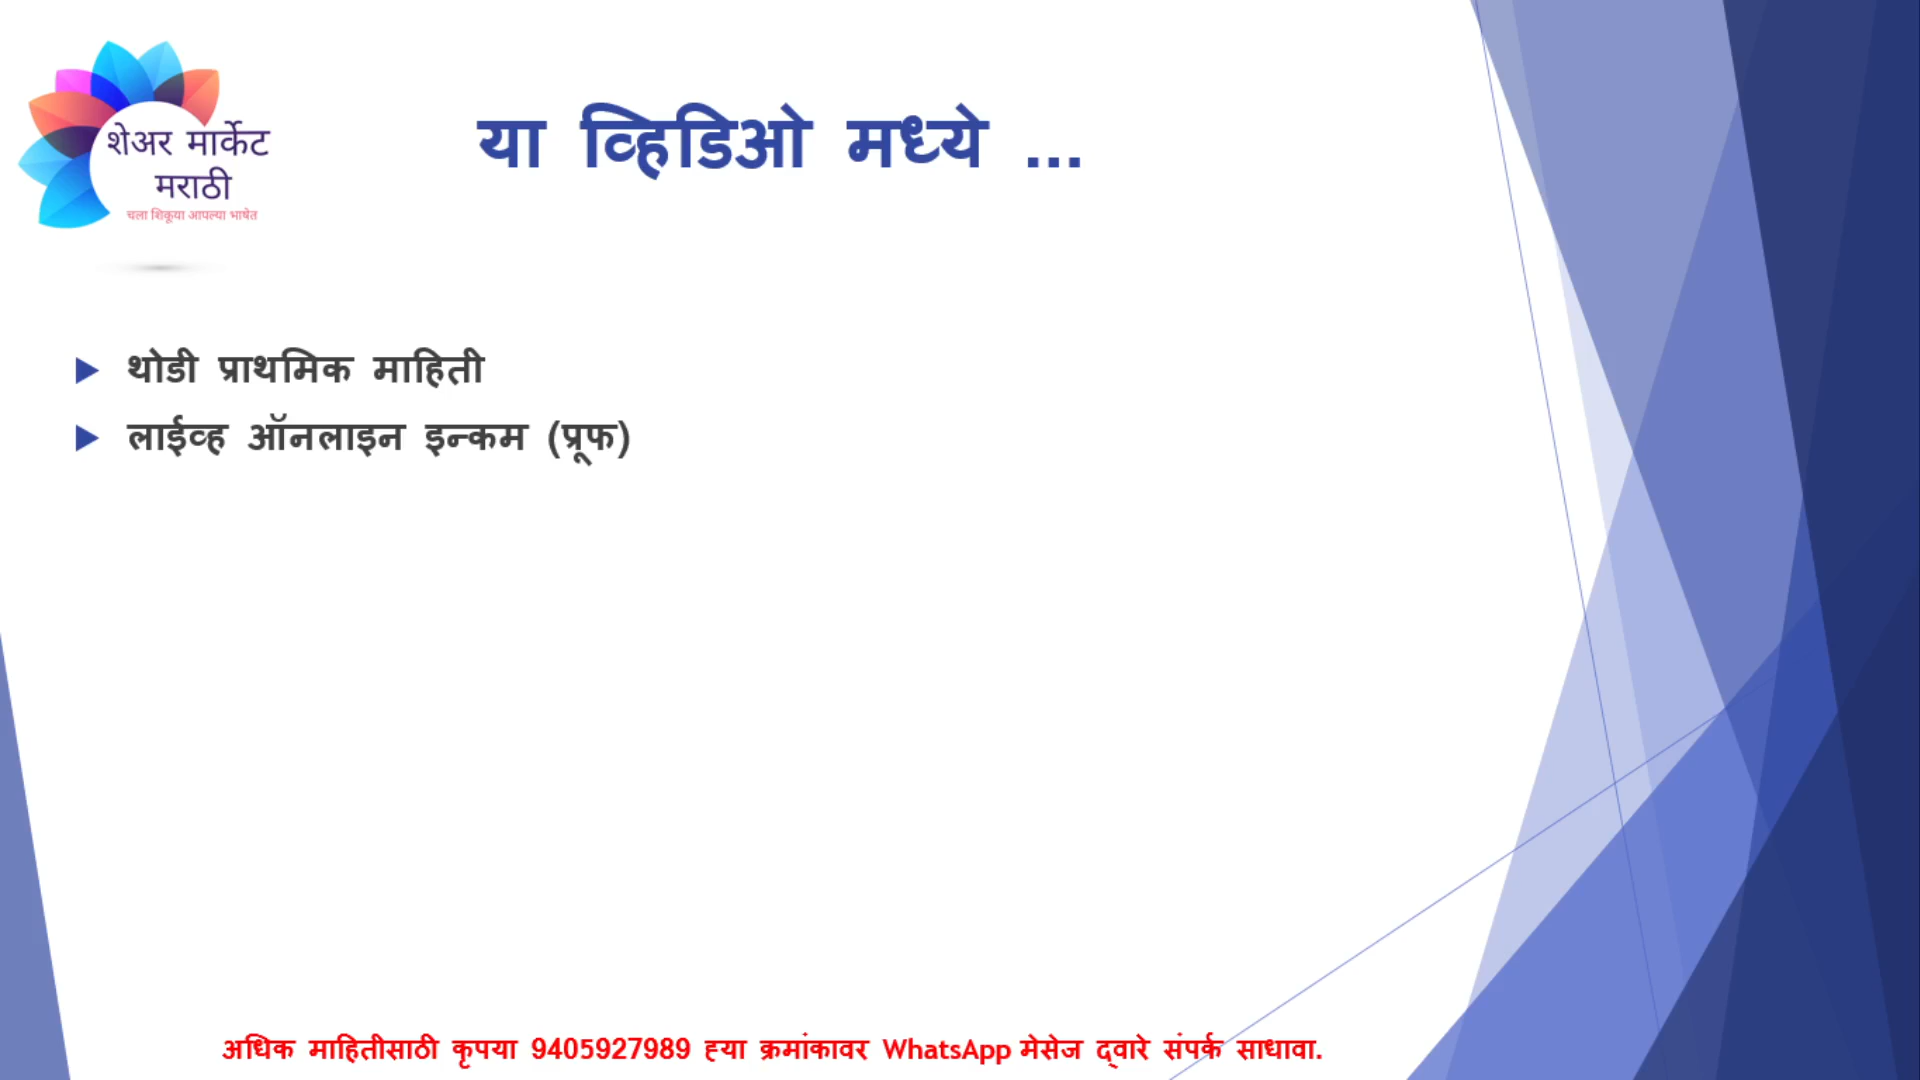 शेअर मार्केट
मराठी
चला शिकूया आपल्या भाषेत
या व्हिडिओ मध्ये ...
थोडी प्राथमिक माहिती
लाईव्ह ऑनलाइन इन्कम (प्रूफ)
अधिक माहितीसाठी कृपया 9405927989 ह्या क्रमांकावर WhatsApp मेसेज द्वारे संपर्क साधावा.